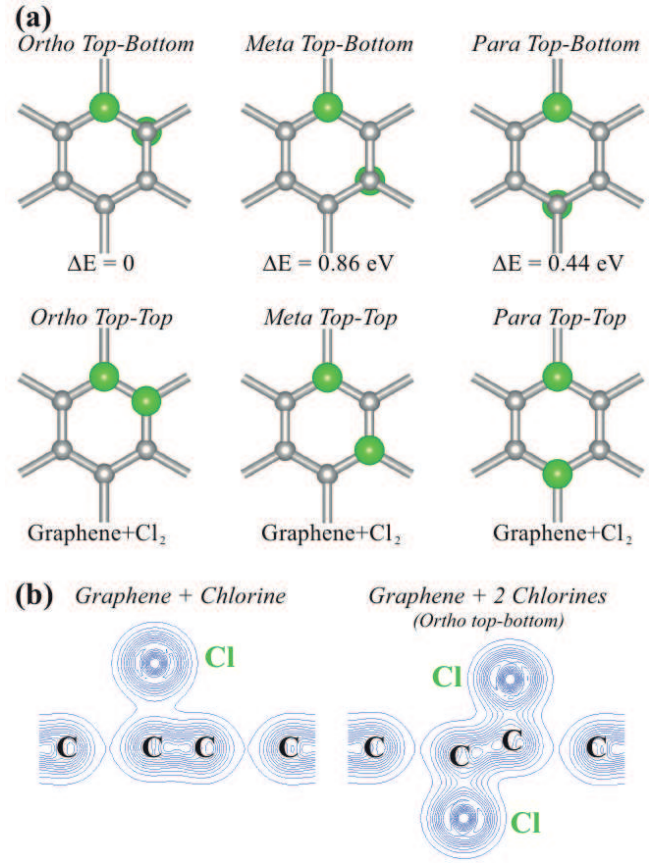 (a)
Ortho Top-Bottom Meta Top-Bottom Para Top-Bottom
ΔE = 0 ΔE = 0.86 eV ΔE = 0.44 eV
Ortho Top-Top Meta Top-Top Para Top-Top
Graphene+Cl₂ Graphene+Cl₂ Graphene+Cl₂
(b) Graphene + Chlorine Graphene + 2 Chlorines
(Ortho top-bottom)
Cl Cl
C C C C C C C C
Cl